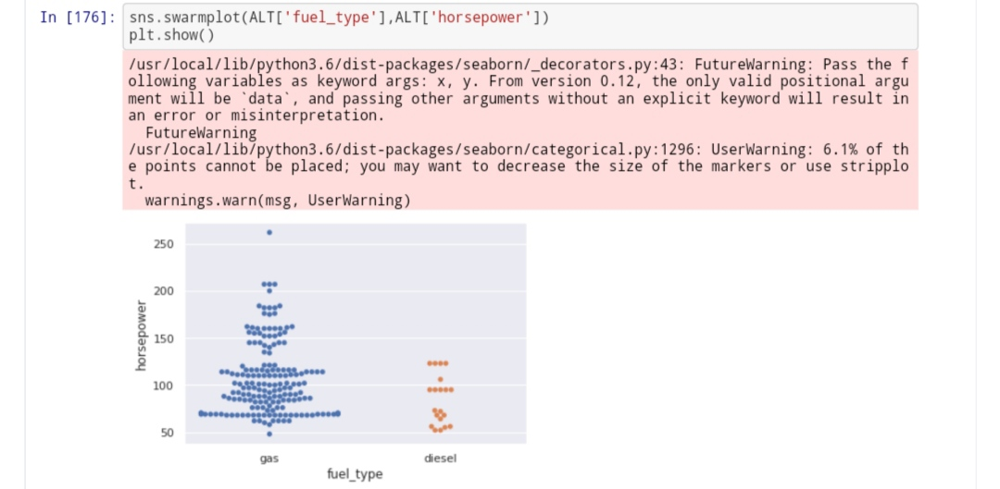 In [176]: sns.swarmplot(ALT['fuel_type'],ALT['horsepower'])
plt.show()
/usr/local/lib/python3.6/dist-packages/seaborn/_decorators.py:43: FutureWarning: Pass the f
ollowing variables as keyword args: x, y. From version 0.12, the only valid positional argu
ment will be `data`, and passing other arguments without an explicit keyword will result in
an error or misinterpretation.
  FutureWarning
/usr/local/lib/python3.6/dist-packages/seaborn/categorical.py:1296: UserWarning: 6.1% of th
e points cannot be placed; you may want to decrease the size of the markers or use stripplo
t.
  warnings.warn(msg, UserWarning)
250
200
horsepower
150
100
50
gas diesel
fuel_type